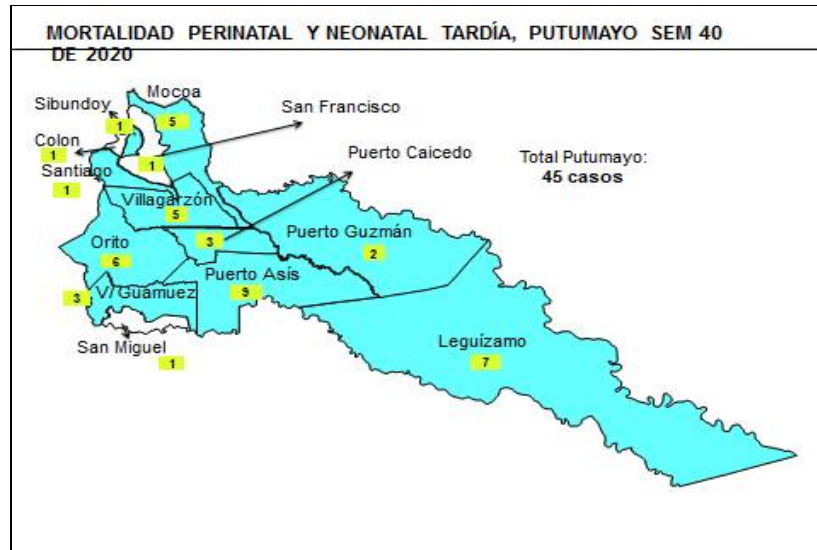 MORTALIDAD PERINATAL Y NEONATAL TARDÍA, PUTUMAYO SEM 40
DE 2020
Mocoa
5
Sibundoy
1
San Francisco
1
Colon
1
Santiago
1
Puerto Caicedo
3
Total Putumayo:
45 casos
Villagarzón
5
Puerto Guzmán
2
Orito
6
Puerto Asís
9
V/Guamuez
3
San Miguel
1
Leguízamo
7